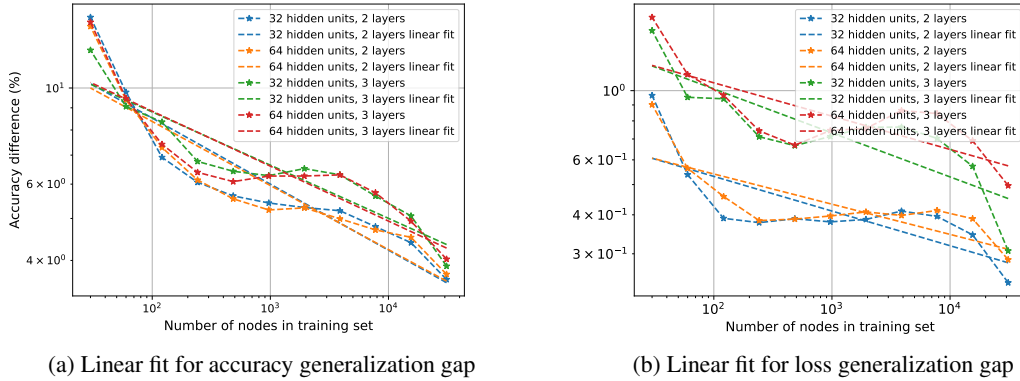 32 hidden units, 2 layers
32 hidden units, 2 layers linear fit
64 hidden units, 2 layers
64 hidden units, 2 layers linear fit
32 hidden units, 3 layers
32 hidden units, 3 layers linear fit
64 hidden units, 3 layers
64 hidden units, 3 layers linear fit
Accuracy difference (%)
10¹
6 × 10⁰
4 × 10⁰
10² 10³ 10⁴
Number of nodes in training set
(a) Linear fit for accuracy generalization gap
32 hidden units, 2 layers
32 hidden units, 2 layers linear fit
64 hidden units, 2 layers
64 hidden units, 2 layers linear fit
32 hidden units, 3 layers
32 hidden units, 3 layers linear fit
64 hidden units, 3 layers
64 hidden units, 3 layers linear fit
10⁰
6 × 10⁻¹
4 × 10⁻¹
3 × 10⁻¹
10² 10³ 10⁴
Number of nodes in training set
(b) Linear fit for loss generalization gap